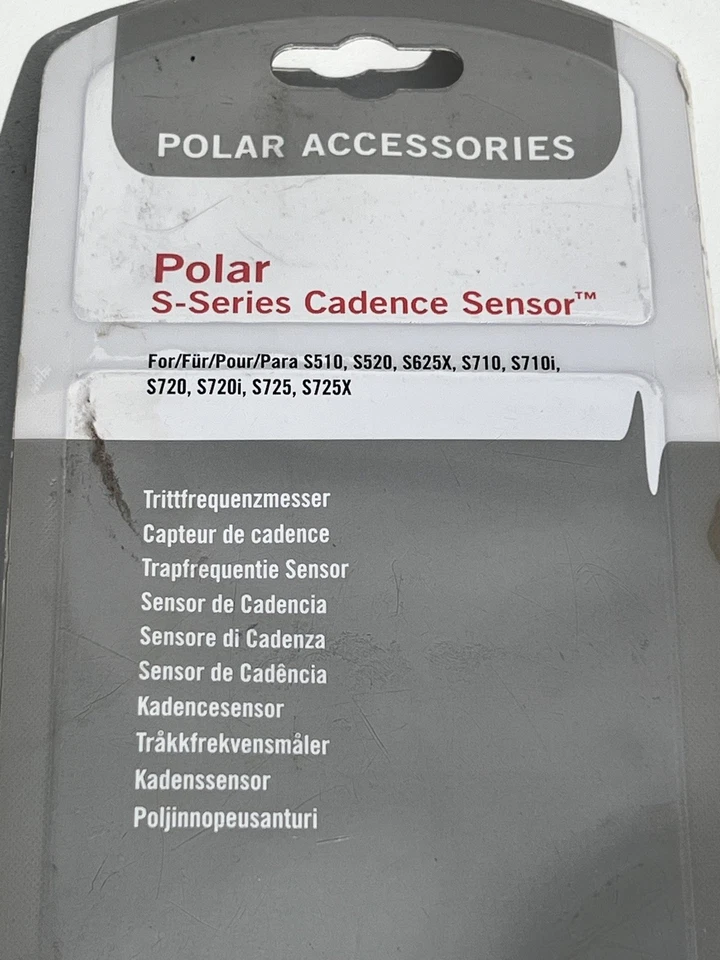 POLAR ACCESSORIES
Polar
S-Series Cadence Sensor™
For/Für/Pour/Para S510, S520, S625X, S710, S710i,
S720, S720i, S725, S725X
Trittfrequenzmesser
Capteur de cadence
Trapfrequentie Sensor
Sensor de Cadencia
Sensore di Cadenza
Sensor de Cadência
Kadencesensor
Tråkkfrekvensmåler
Kadenssensor
Poljinnopeusanturi